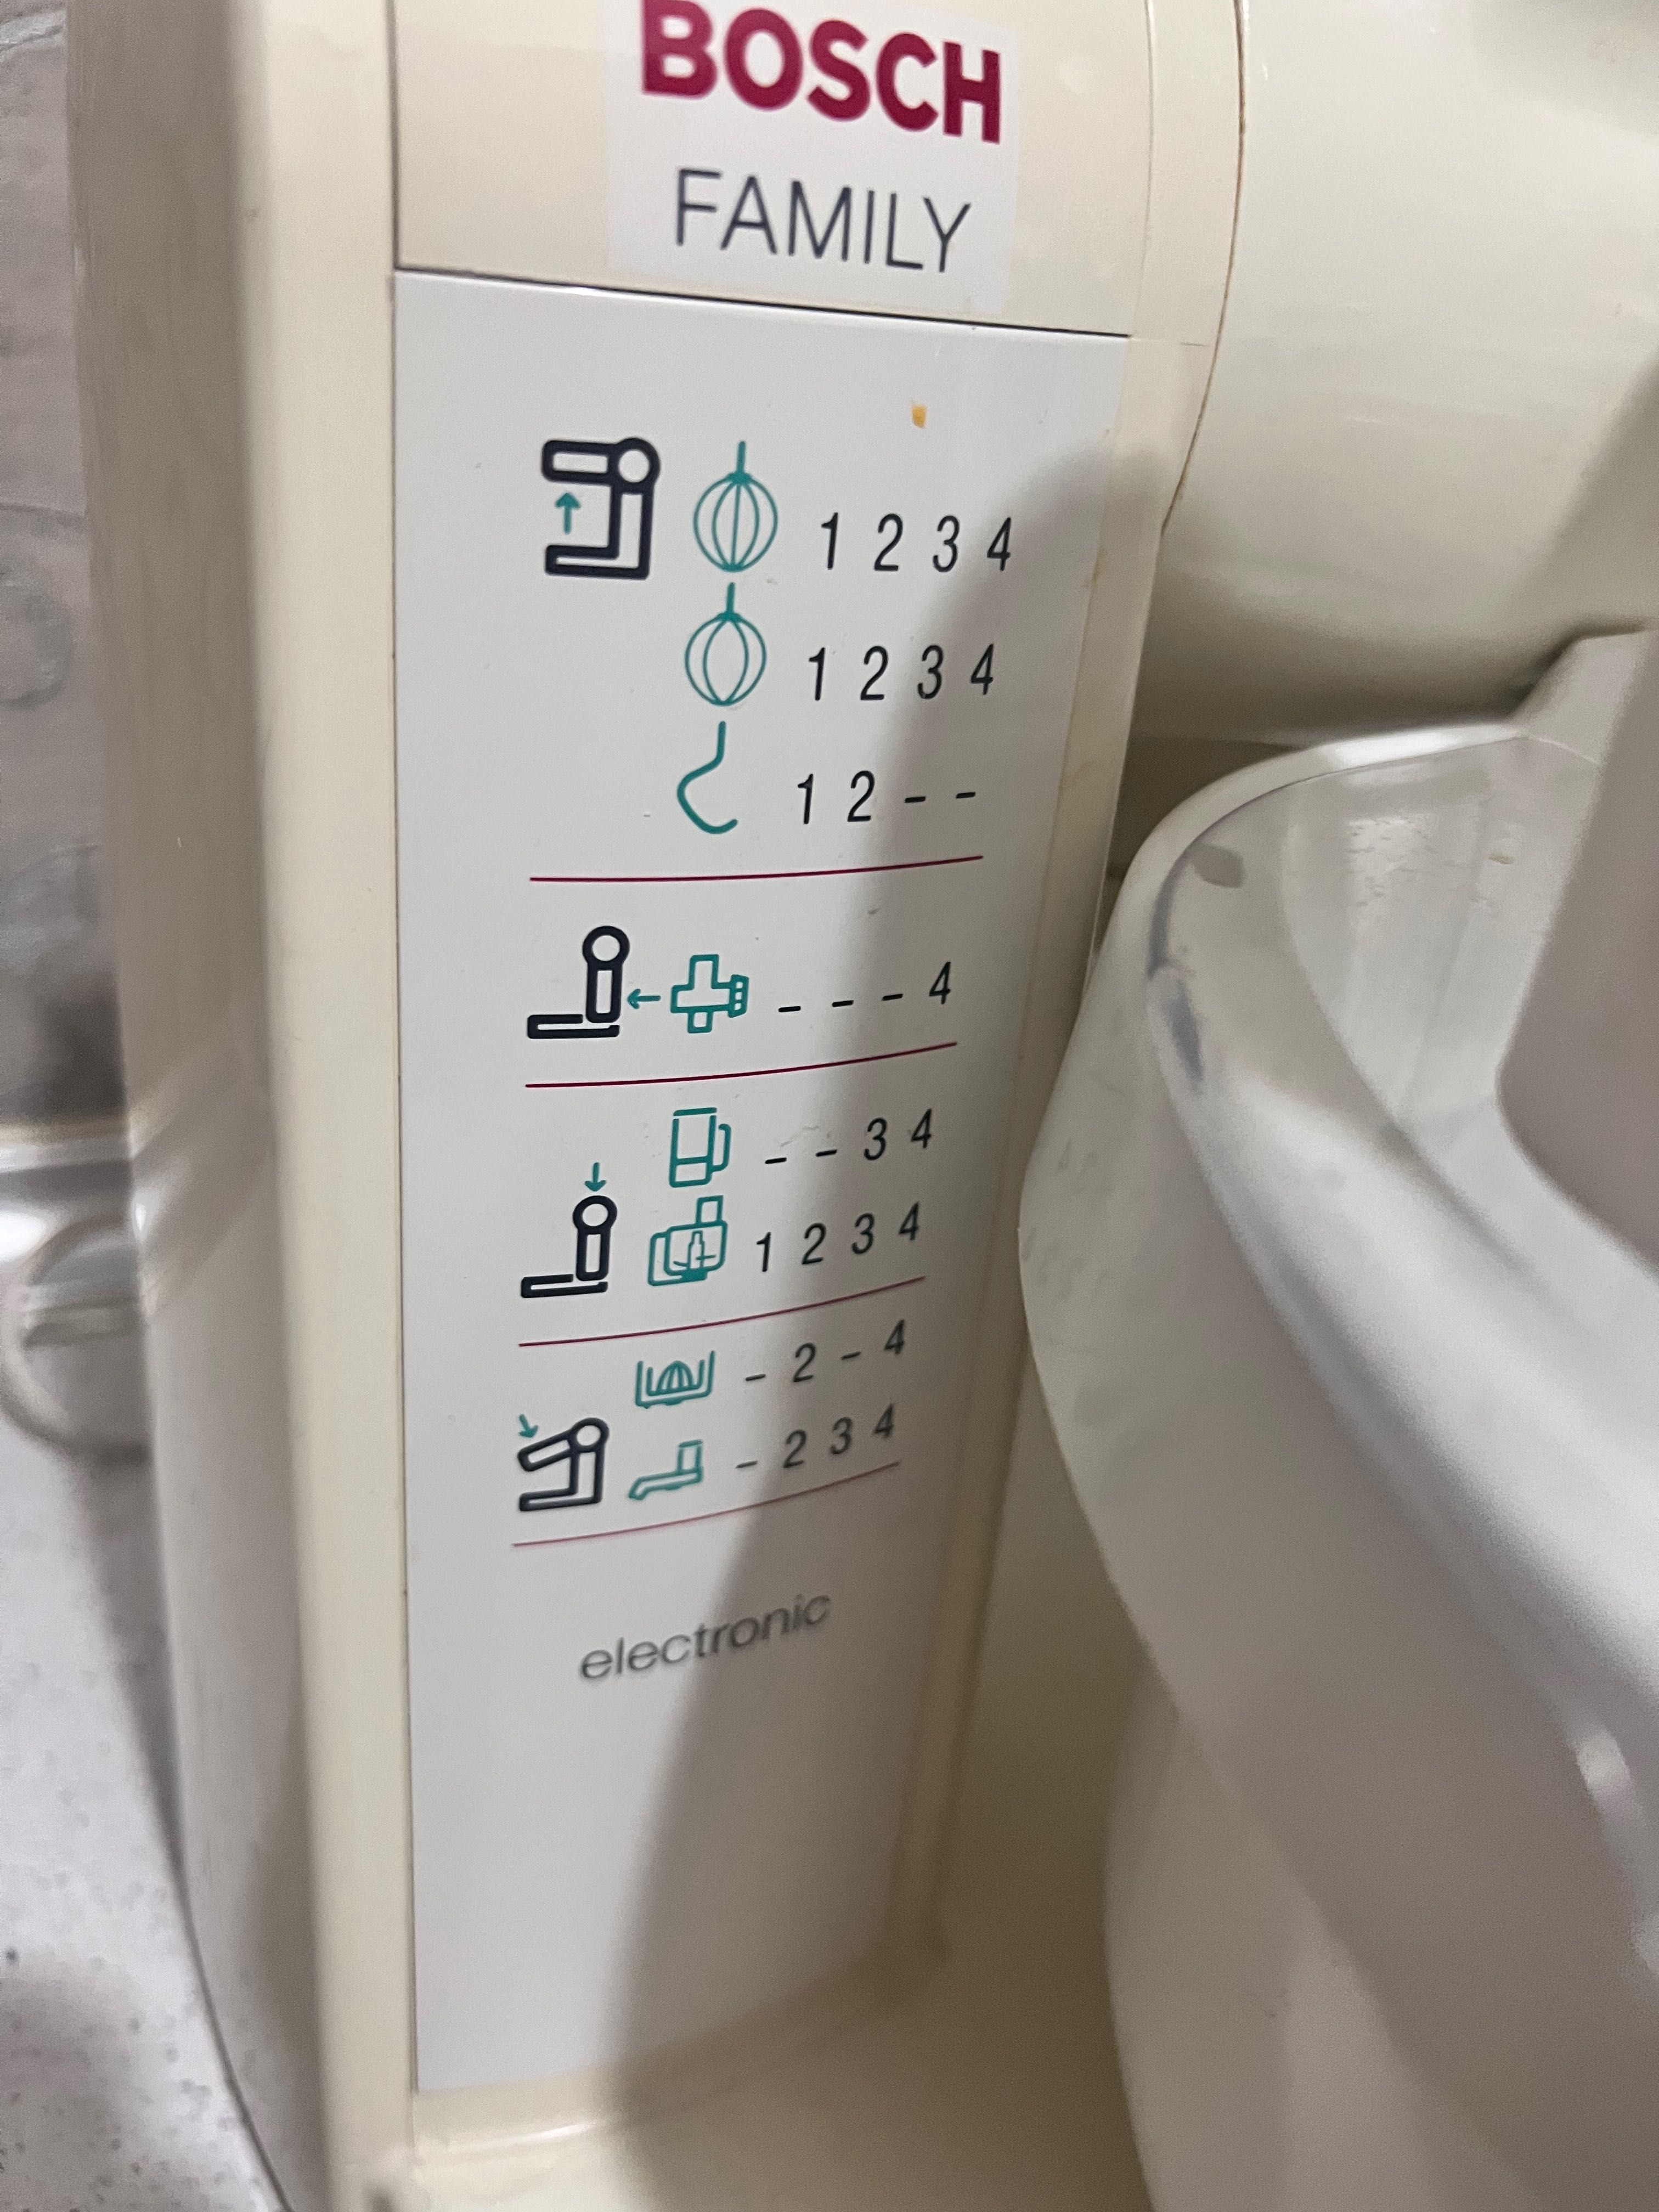 BOSCH
FAMILY
1 2 3 4
1 2 3 4
1 2 - -
- - - 4
- - 3 4
1 2 3 4
- 2 - 4
- 2 3 4
electronic